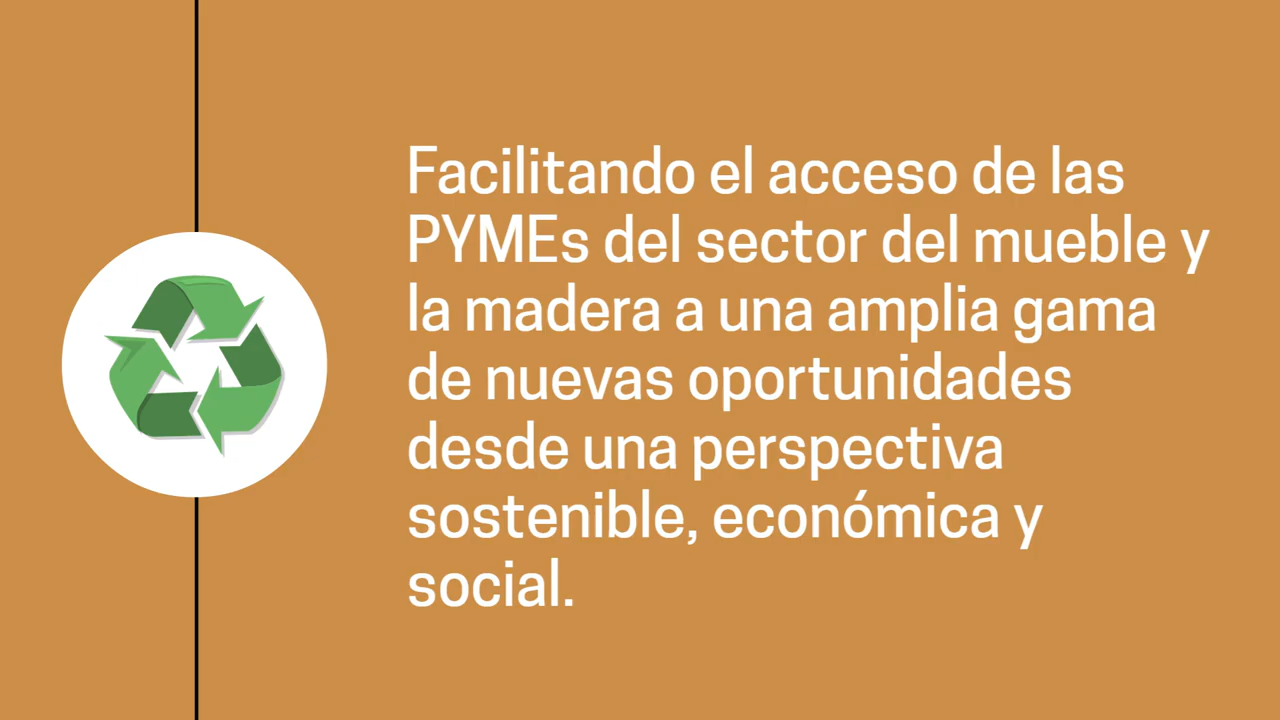 Facilitando el acceso de las
PYMEs del sector del mueble y
la madera a una amplia gama
de nuevas oportunidades
desde una perspectiva
sostenible, económica y
social.